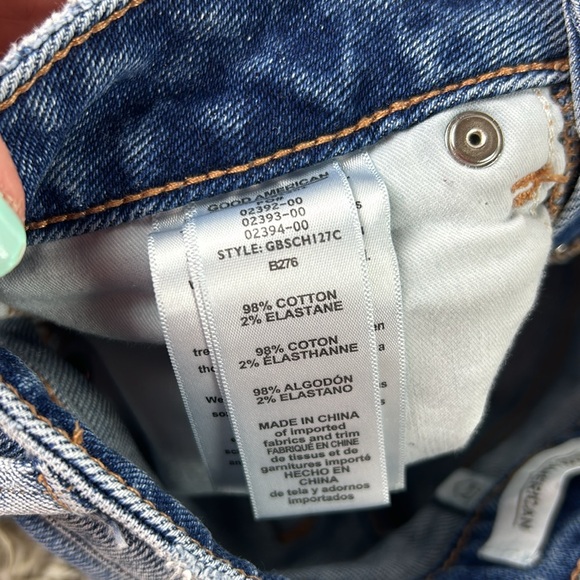 GOOD AMERICAN
02392-00
02393-00
02394-00
STYLE: GBSCH127C
B276
98% COTTON
2% ELASTANE
98% COTON
2% ÉLASTHANNE
98% ALGODÓN
2% ELASTANO
MADE IN CHINA
of imported
fabrics and trim
FABRIQUÉ EN CHINE
de tissus et de
garnitures importé
HECHO EN
CHINA
de tela y adornos
importados